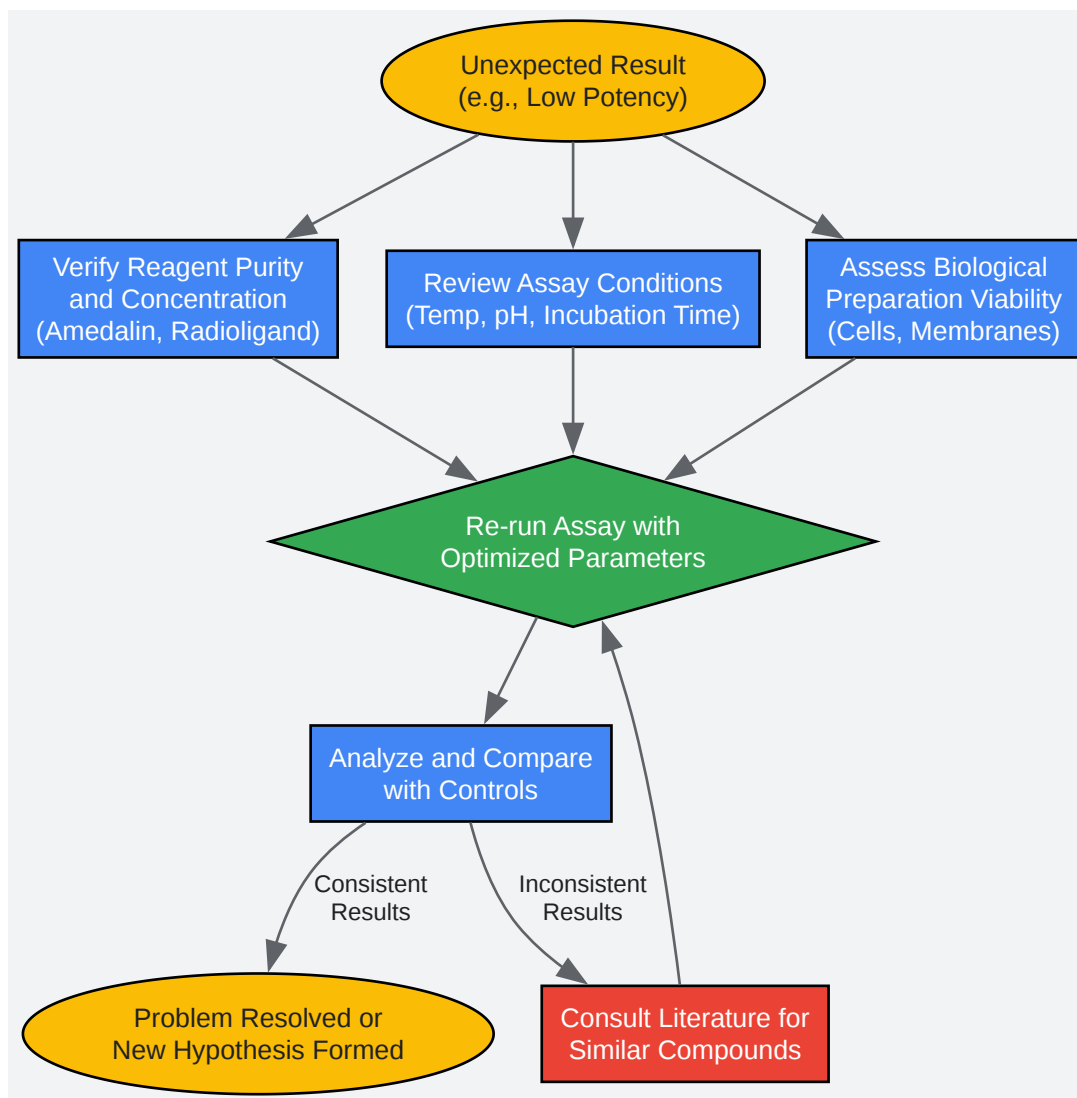 Unexpected Result
(e.g., Low Potency)
Verify Reagent Purity
and Concentration
(Amedalin, Radioligand)
Review Assay Conditions
(Temp, pH, Incubation Time)
Assess Biological
Preparation Viability
(Cells, Membranes)
Re-run Assay with
Optimized Parameters
Analyze and Compare
with Controls
Consistent
Results
Inconsistent
Results
Problem Resolved or
New Hypothesis Formed
Consult Literature for
Similar Compounds